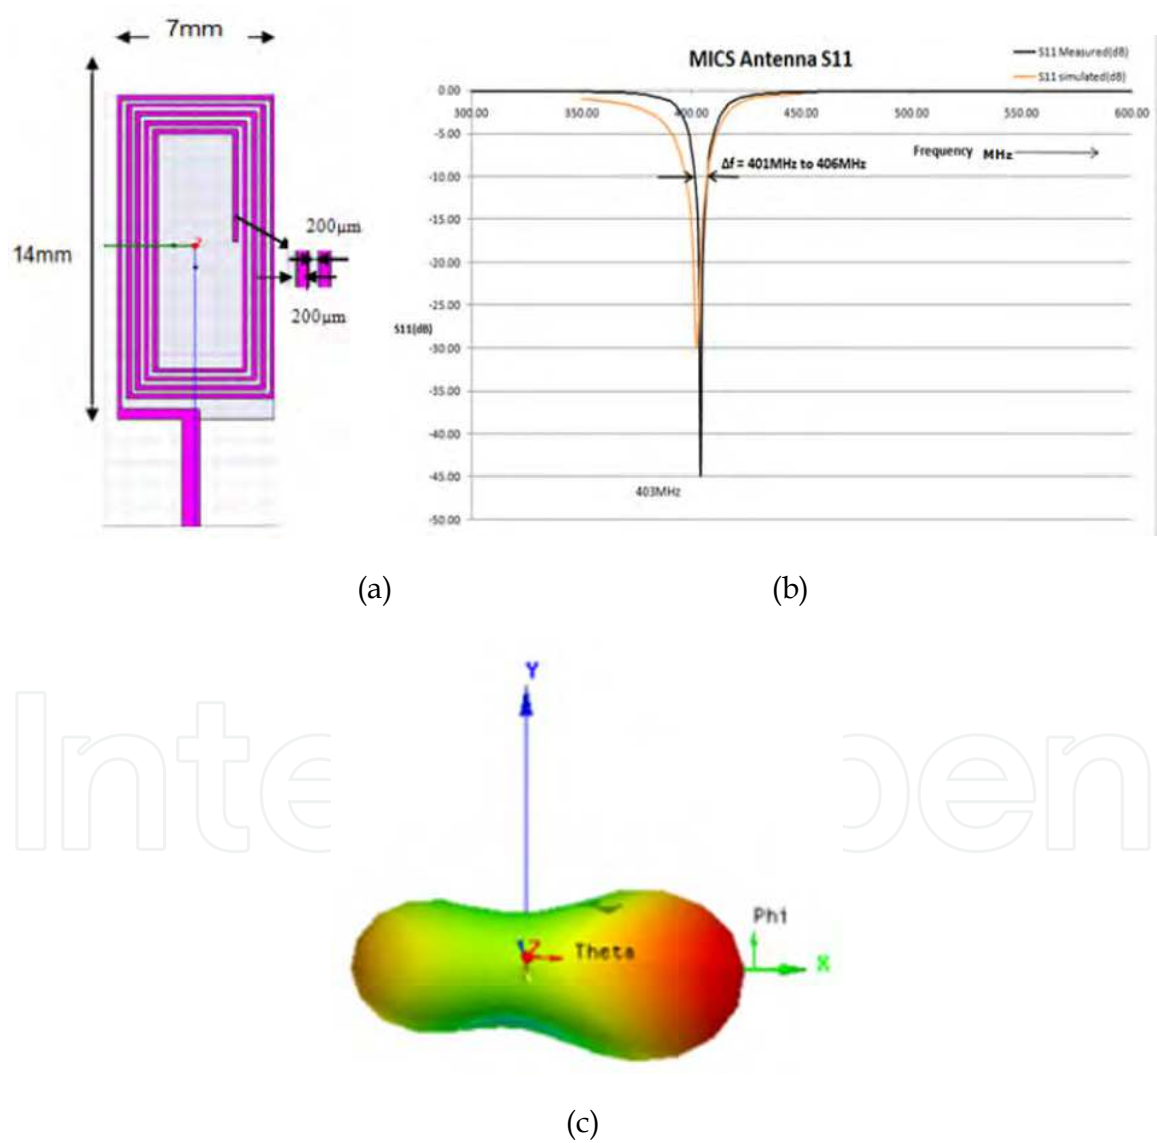 7mm
14mm
200µm
200µm
Z
MICS Antenna S11
S11 Measured(dB)
S11 simulated(dB)
0.00
-5.00
-10.00
-15.00
-20.00
-25.00
-30.00
-35.00
-40.00
-45.00
-50.00
300.00 350.00 400.00 450.00 500.00 550.00 600.00
Frequency MHz
Δf = 401MHz to 406MHz
S11(dB)
403MHz
(a)
(b)
Y
Z
Theta
Phi
X
(c)